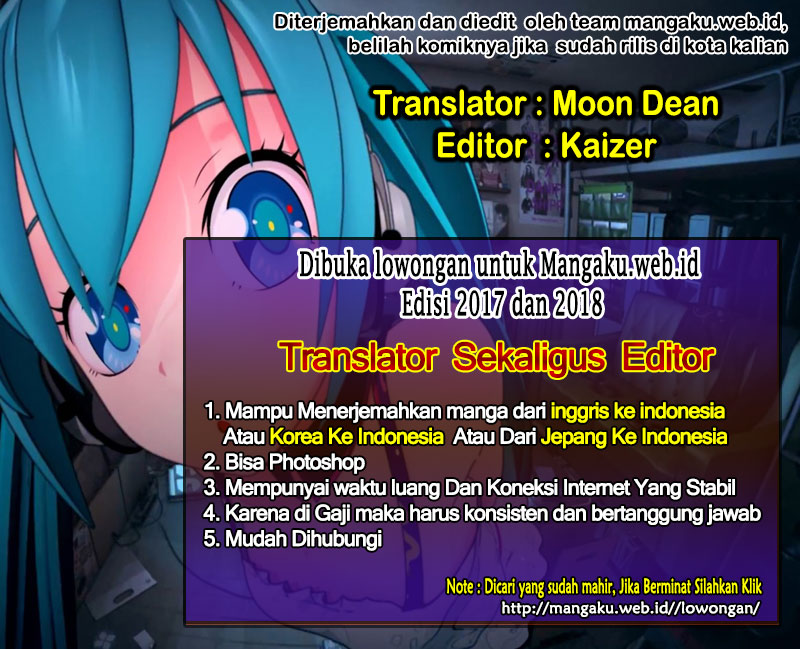 Diterjemahkan dan diedit oleh team mangaku.web.id,
belilah komiknya jika sudah rilis di kota kalian
Translator : Moon Dean
Editor : Kaizer
Dibuka lowongan untuk Mangaku.web.id
Edisi 2017 dan 2018
Translator Sekaligus Editor
1. Mampu Menerjemahkan manga dari inggris ke indonesia
Atau Korea Ke Indonesia Atau Dari Jepang Ke Indonesia
2. Bisa Photoshop
3. Mempunyai waktu luang Dan Koneksi Internet Yang Stabil
4. Karena di Gaji maka harus konsisten dan bertanggung jawab
5. Mudah Dihubungi
Note : Dicari yang sudah mahir, Jika Berminat Silahkan Klik
http://mangaku.web.id//lowongan/